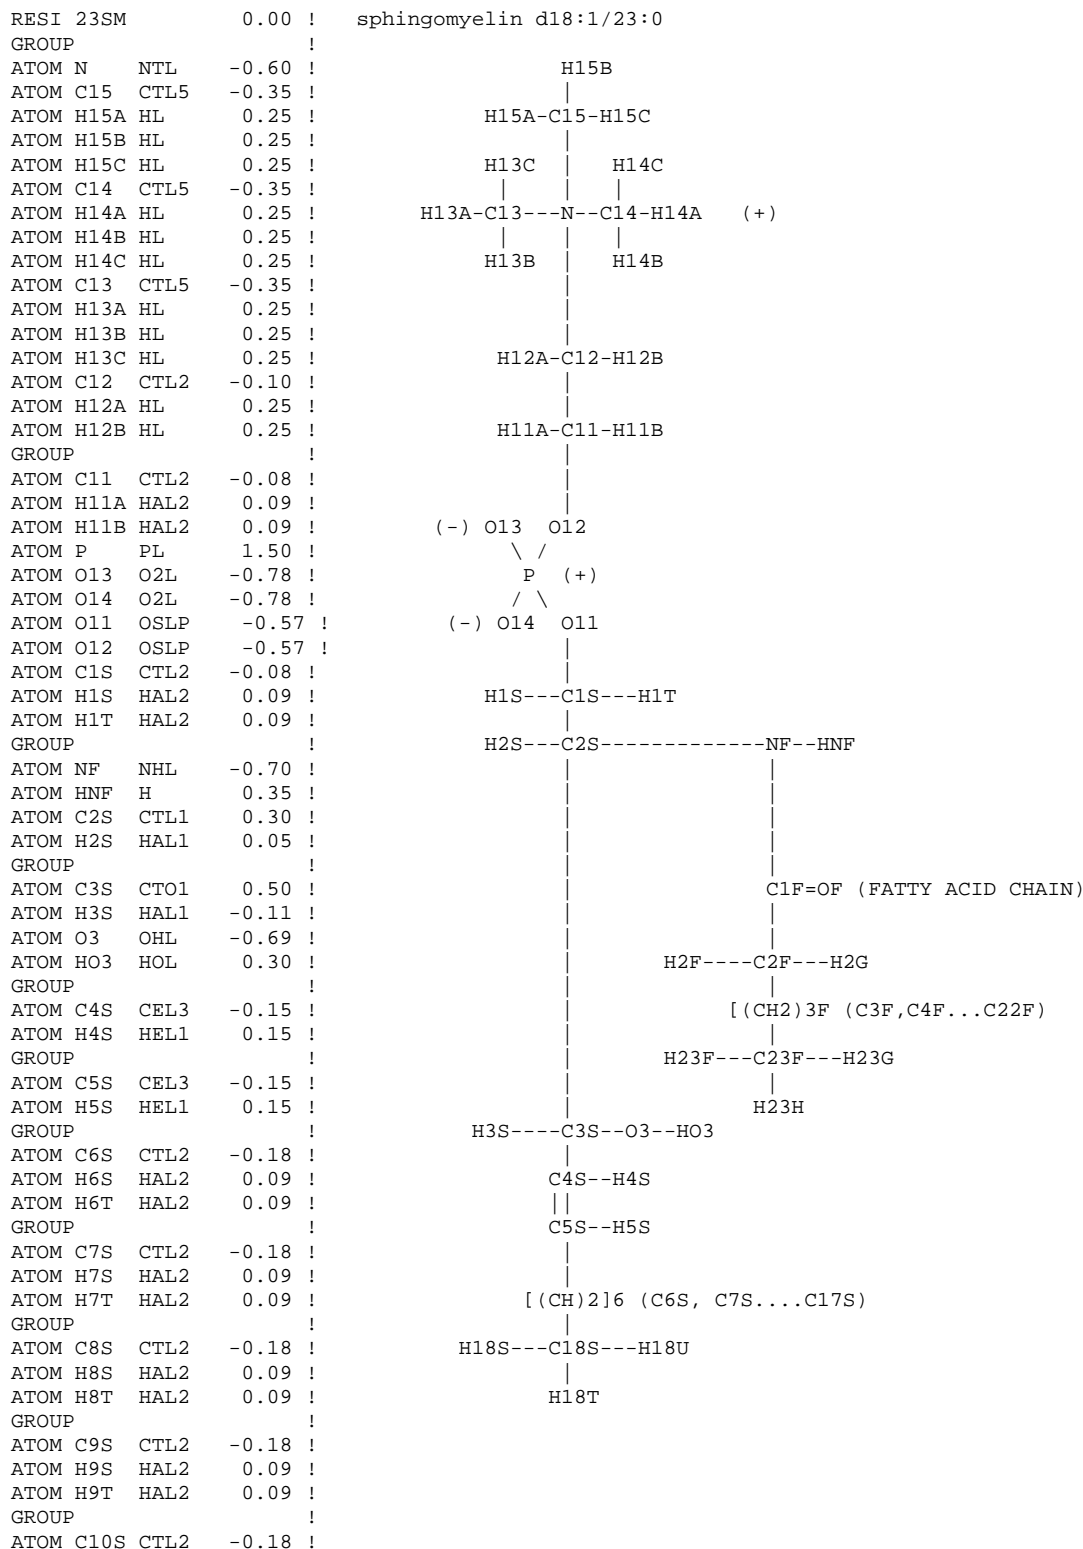 RESI 23SM         0.00 !   sphingomyelin d18:1/23:0
GROUP                  !
ATOM N    NTL    -0.60 !                   H15B
ATOM C15  CTL5   -0.35 !                    |
ATOM H15A HL      0.25 !             H15A-C15-H15C
ATOM H15B HL      0.25 !                    |
ATOM H15C HL      0.25 !             H13C   |   H14C
ATOM C14  CTL5   -0.35 !               |    |   |
ATOM H14A HL      0.25 !         H13A-C13---N--C14-H14A   (+)
ATOM H14B HL      0.25 !               |    |   |
ATOM H14C HL      0.25 !             H13B   |   H14B
ATOM C13  CTL5   -0.35 !                    |
ATOM H13A HL      0.25 !                    |
ATOM H13B HL      0.25 !                    |
ATOM H13C HL      0.25 !              H12A-C12-H12B
ATOM C12  CTL2   -0.10 !                    |
ATOM H12A HL      0.25 !                    |
ATOM H12B HL      0.25 !              H11A-C11-H11B
GROUP                  !                    |
ATOM C11  CTL2   -0.08 !                    |
ATOM H11A HAL2    0.09 !                    |
ATOM H11B HAL2    0.09 !          (-) O13  O12
ATOM P    PL      1.50 !                \ /
ATOM O13  O2L    -0.78 !                 P  (+)
ATOM O14  O2L    -0.78 !                / \
ATOM O11  OSLP    -0.57 !         (-) O14  O11
ATOM O12  OSLP    -0.57 !                   |
ATOM C1S  CTL2   -0.08 !                    |
ATOM H1S  HAL2    0.09 !             H1S---C1S---H1T
ATOM H1T  HAL2    0.09 !                    |
GROUP                  !             H2S---C2S-------------NF--HNF
ATOM NF   NHL    -0.70 !                    |               |
ATOM HNF  H       0.35 !                    |               |
ATOM C2S  CTL1    0.30 !                    |               |
ATOM H2S  HAL1    0.05 !                    |               |
GROUP                  !                    |               |
ATOM C3S  CTO1    0.50 !                    |               C1F=OF (FATTY ACID CHAIN)
ATOM H3S  HAL1   -0.11 !                    |               |
ATOM O3   OHL    -0.69 !                    |               |
ATOM HO3  HOL     0.30 !                    |       H2F----C2F---H2G
GROUP                  !                    |               |
ATOM C4S  CEL3   -0.15 !                    |            [(CH2)3F (C3F,C4F...C22F)
ATOM H4S  HEL1    0.15 !                    |               |
GROUP                  !                    |       H23F---C23F---H23G
ATOM C5S  CEL3   -0.15 !                    |               |
ATOM H5S  HEL1    0.15 !                    |              H23H
GROUP                  !            H3S----C3S--O3--HO3
ATOM C6S  CTL2   -0.18 !                    |
ATOM H6S  HAL2    0.09 !                  C4S--H4S
ATOM H6T  HAL2    0.09 !                  ||
GROUP                  !                  C5S--H5S
ATOM C7S  CTL2   -0.18 !                    |
ATOM H7S  HAL2    0.09 !                    |
ATOM H7T  HAL2    0.09 !                [(CH)2]6 (C6S, C7S....C17S)
GROUP                  !                    |
ATOM C8S  CTL2   -0.18 !           H18S---C18S---H18U
ATOM H8S  HAL2    0.09 !                    |
ATOM H8T  HAL2    0.09 !                  H18T
GROUP                  !
ATOM C9S  CTL2   -0.18 !
ATOM H9S  HAL2    0.09 !
ATOM H9T  HAL2    0.09 !
GROUP                  !
ATOM C10S CTL2   -0.18 !